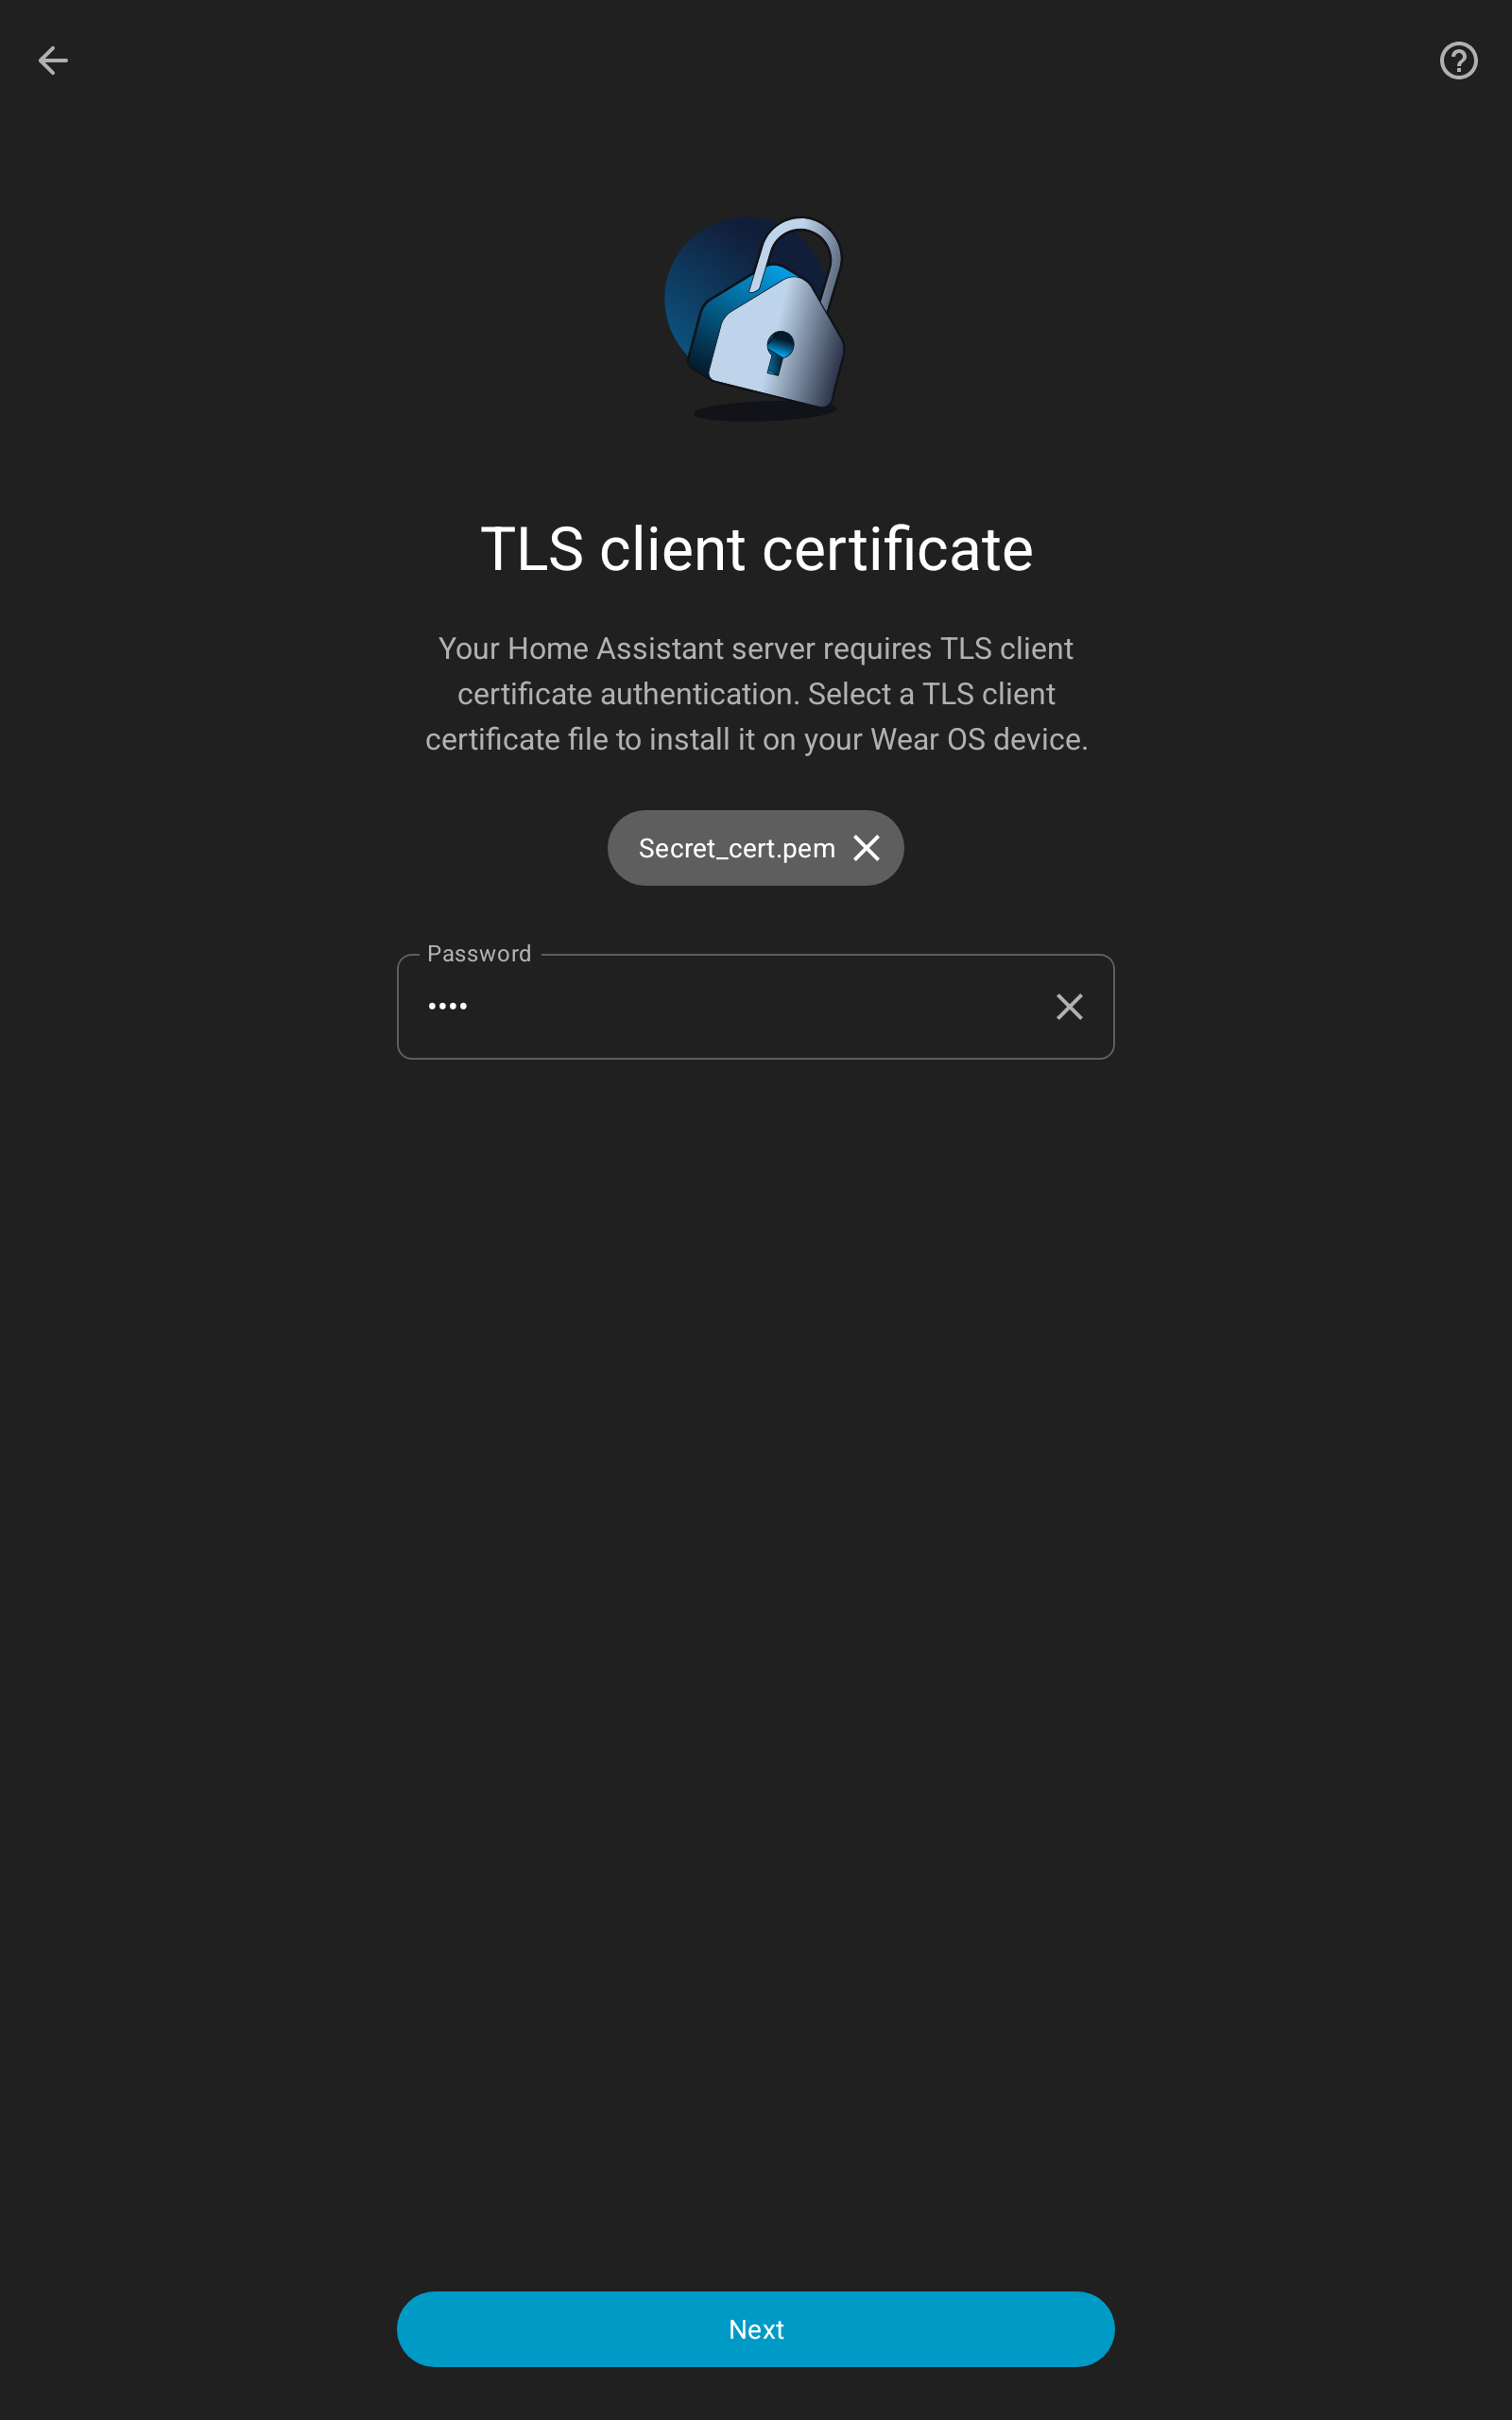 TLS client certificate
Your Home Assistant server requires TLS client
certificate authentication. Select a TLS client
certificate file to install it on your Wear OS device.
Secret_cert.pem
Password
••••
Next